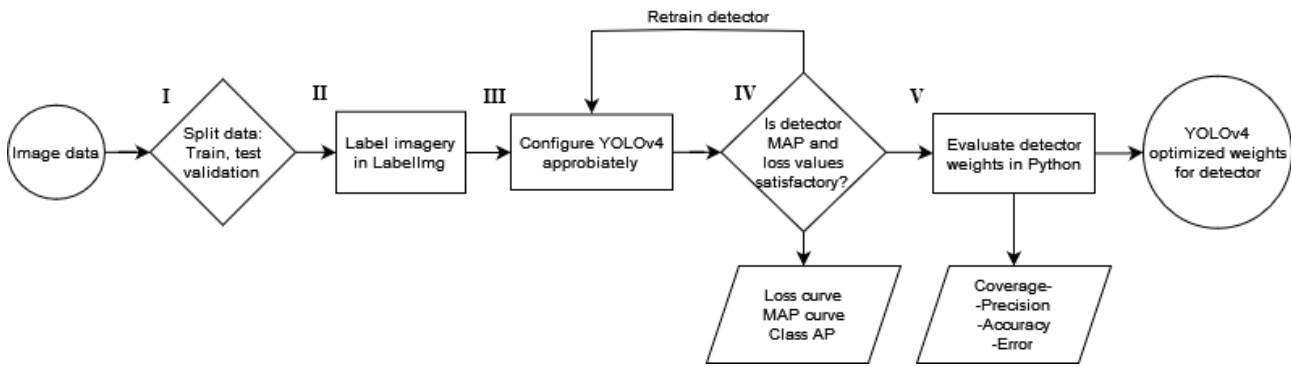 Retrain detector
I
II
III
IV
V
Image data
Split data:
Train, test
validation
Label imagery
in LabelImg
Configure YOLOv4
approbiately
Is detector
MAP and
loss values
satisfactory?
Evaluate detector
weights in Python
YOLOv4
optimized weights
for detector
Loss curve
MAP curve
Class AP
Coverage-
-Precision
-Accuracy
-Error